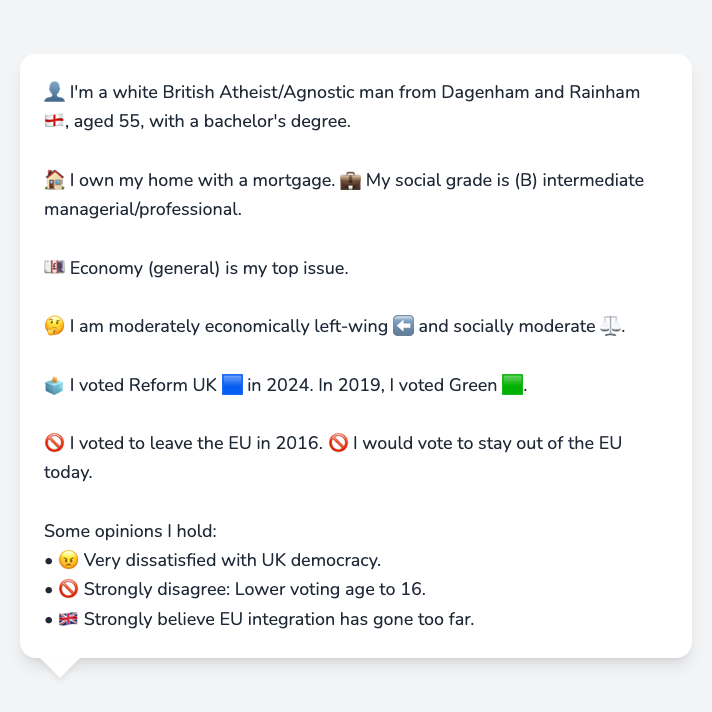 👤 I'm a white British Atheist/Agnostic man from Dagenham and Rainham
🏴󠁧󠁢󠁥󠁮󠁧󠁿, aged 55, with a bachelor's degree.
🏠 I own my home with a mortgage. 💼 My social grade is (B) intermediate
managerial/professional.
💷 Economy (general) is my top issue.
🤔 I am moderately economically left-wing ⬅️ and socially moderate ⚖️.
🗳️ I voted Reform UK 🟦 in 2024. In 2019, I voted Green 🟩.
🚫 I voted to leave the EU in 2016. 🚫 I would vote to stay out of the EU
today.
Some opinions I hold:
• 😠 Very dissatisfied with UK democracy.
• 🚫 Strongly disagree: Lower voting age to 16.
• 🇬🇧 Strongly believe EU integration has gone too far.